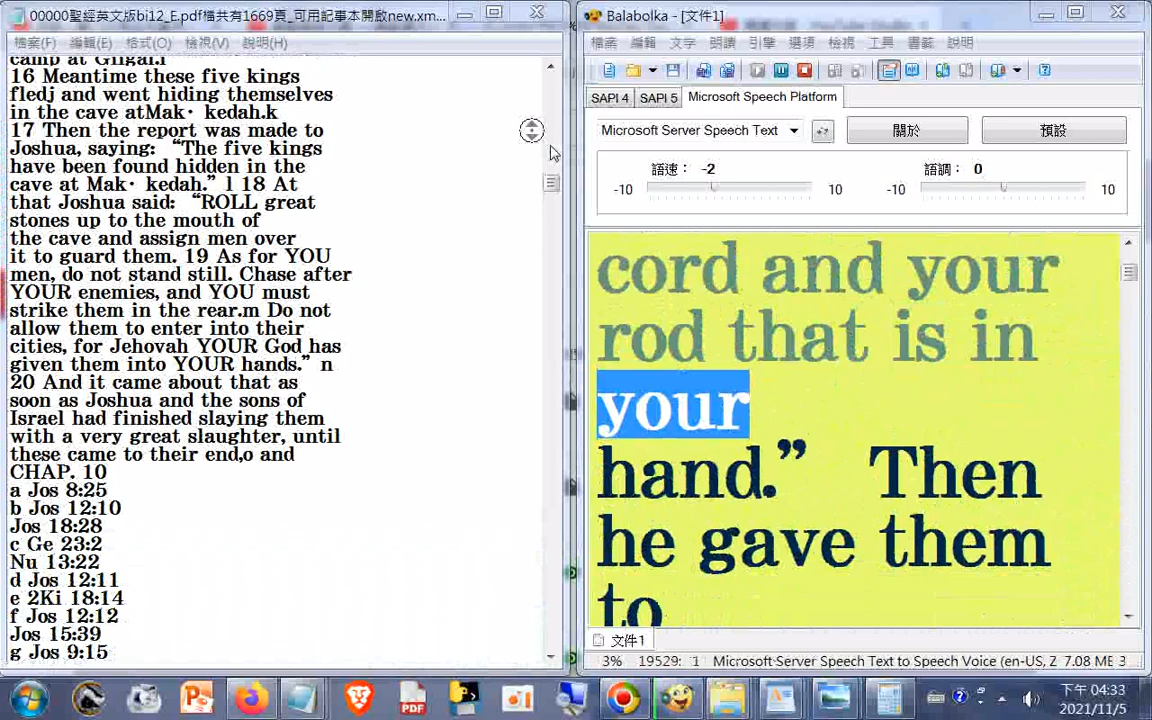 00000聖經英文版bi12_E.pdf檔共有1669頁_可用記事本開啟new.xm...
檔案(F) 編輯(E) 格式(O) 檢視(V) 說明(H)
camp at Gilgal.i
16 Meantime these five kings
fledj and went hiding themselves
in the cave atMak· kedah.k
17 Then the report was made to
Joshua, saying: “The five kings
have been found hidden in the
cave at Mak· kedah.” l 18 At
that Joshua said: “ROLL great
stones up to the mouth of
the cave and assign men over
it to guard them. 19 As for YOU
men, do not stand still. Chase after
YOUR enemies, and YOU must
strike them in the rear.m Do not
allow them to enter into their
cities, for Jehovah YOUR God has
given them into YOUR hands.” n
20 And it came about that as
soon as Joshua and the sons of
Israel had finished slaying them
with a very great slaughter, until
these came to their end,o and
CHAP. 10
a Jos 8:25
b Jos 12:10
Jos 18:28
c Ge 23:2
Nu 13:22
d Jos 12:11
e 2Ki 18:14
f Jos 12:12
Jos 15:39
g Jos 9:15
Balabolka - [文件1]
檔案 編輯 文字 朗讀 引擎 選項 檢視 工具 書籤 說明
SAPI 4 SAPI 5 Microsoft Speech Platform
Microsoft Server Speech Text 關於 預設
語速： -2 語調： 0
-10 10 -10 10
cord and your
rod that is in
your
hand.” Then
he gave them
to
文件1
3% 19529: 1 Microsoft Server Speech Text to Speech Voice (en-US, Z 7.08 ME 3
PDF
下午 04:33
2021/11/5